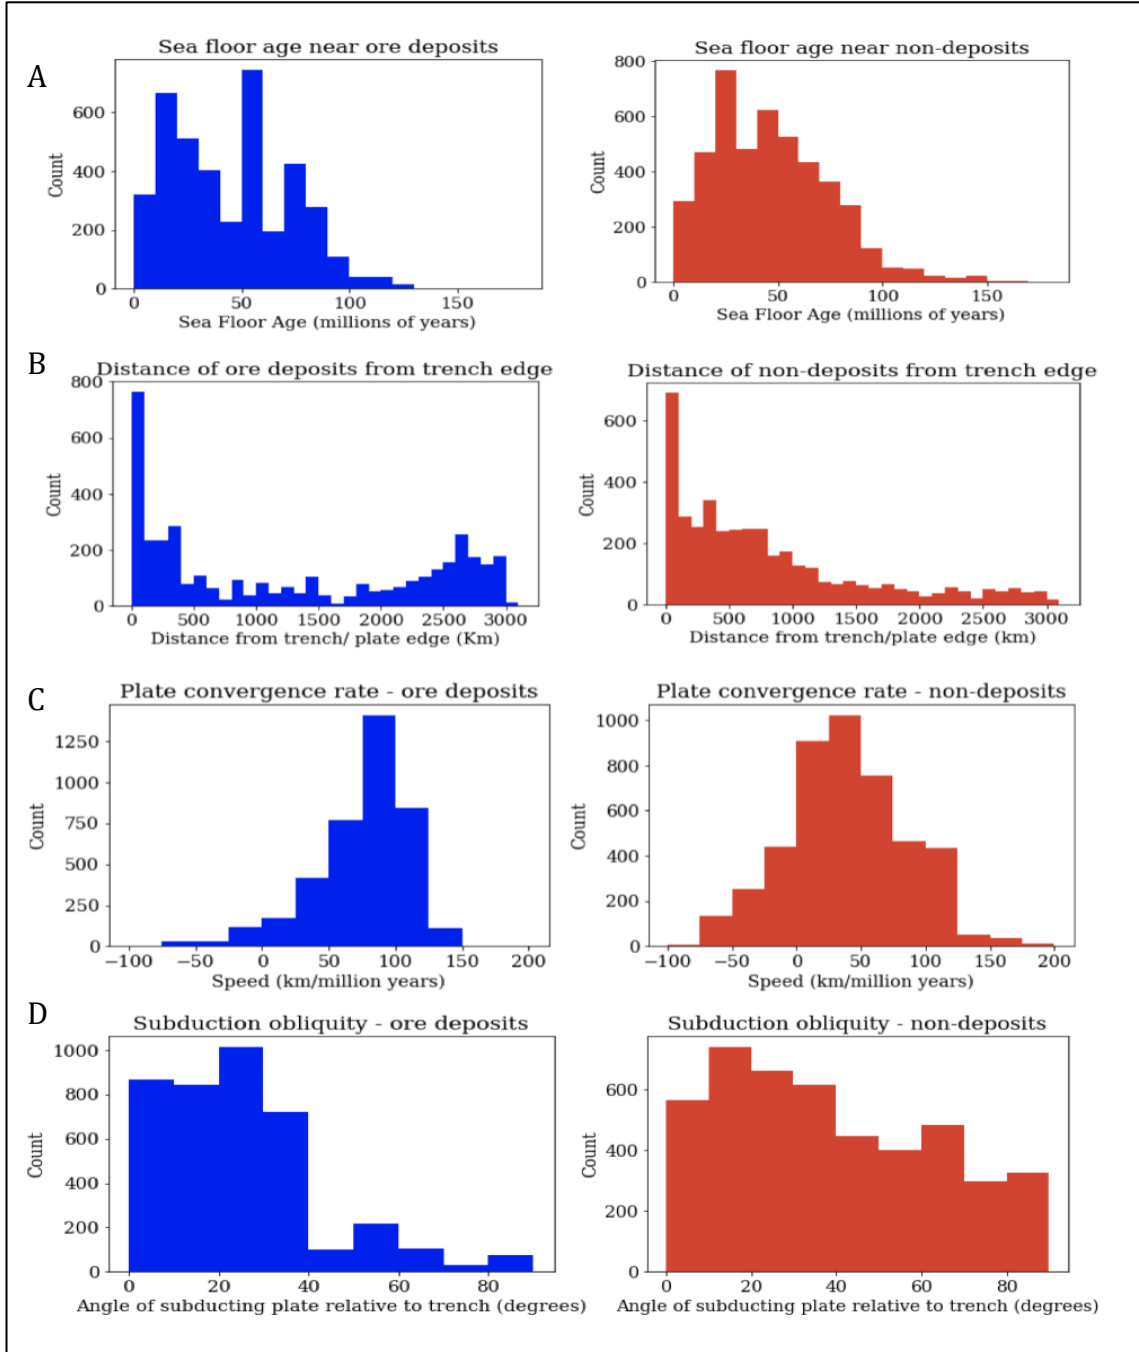 A
Sea floor age near ore deposits
Count
600
400
200
0
0 50 100 150
Sea Floor Age (millions of years)
Sea floor age near non-deposits
Count
800
600
400
200
0
0 50 100 150
Sea Floor Age (millions of years)
B
Distance of ore deposits from trench edge
Count
800
600
400
200
0
0 500 1000 1500 2000 2500 3000
Distance from trench/ plate edge (Km)
Distance of non-deposits from trench edge
Count
600
400
200
0
0 500 1000 1500 2000 2500 3000
Distance from trench/plate edge (km)
C
Plate convergence rate - ore deposits
Count
1250
1000
750
500
250
0
−100 −50 0 50 100 150 200
Speed (km/million years)
Plate convergence rate - non-deposits
Count
1000
800
600
400
200
0
−100 −50 0 50 100 150 200
Speed (km/million years)
D
Subduction obliquity - ore deposits
Count
1000
800
600
400
200
0
0 20 40 60 80
Angle of subducting plate relative to trench (degrees)
Subduction obliquity - non-deposits
Count
600
400
200
0
0 20 40 60 80
Angle of subducting plate relative to trench (degrees)